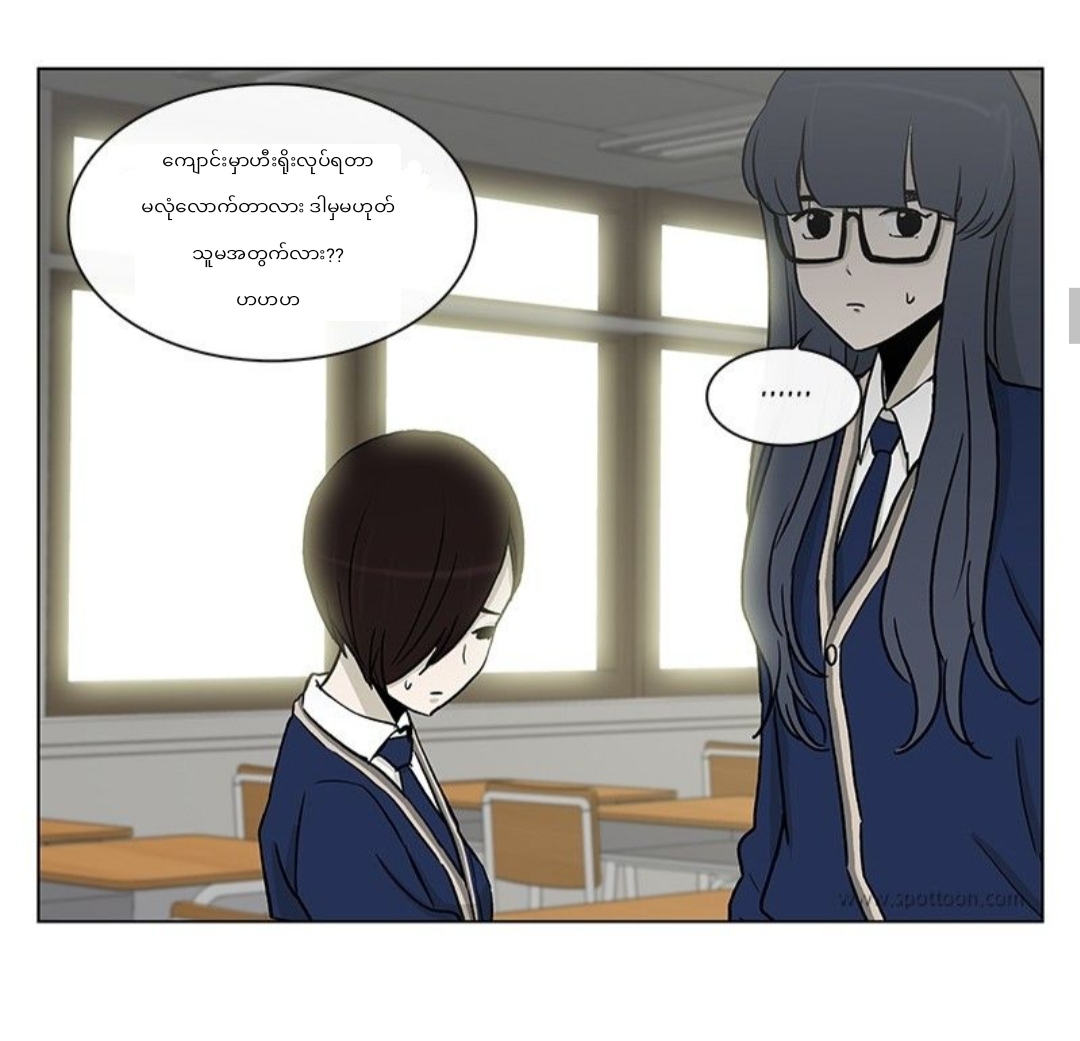 ကျောင်းမှာဟီးရိုးလုပ်ရတာ
မလုံလောက်တာလား ဒါမှမဟုတ်
သူမအတွက်လား??
ဟာဟာဟ
......
www.spottoon.com